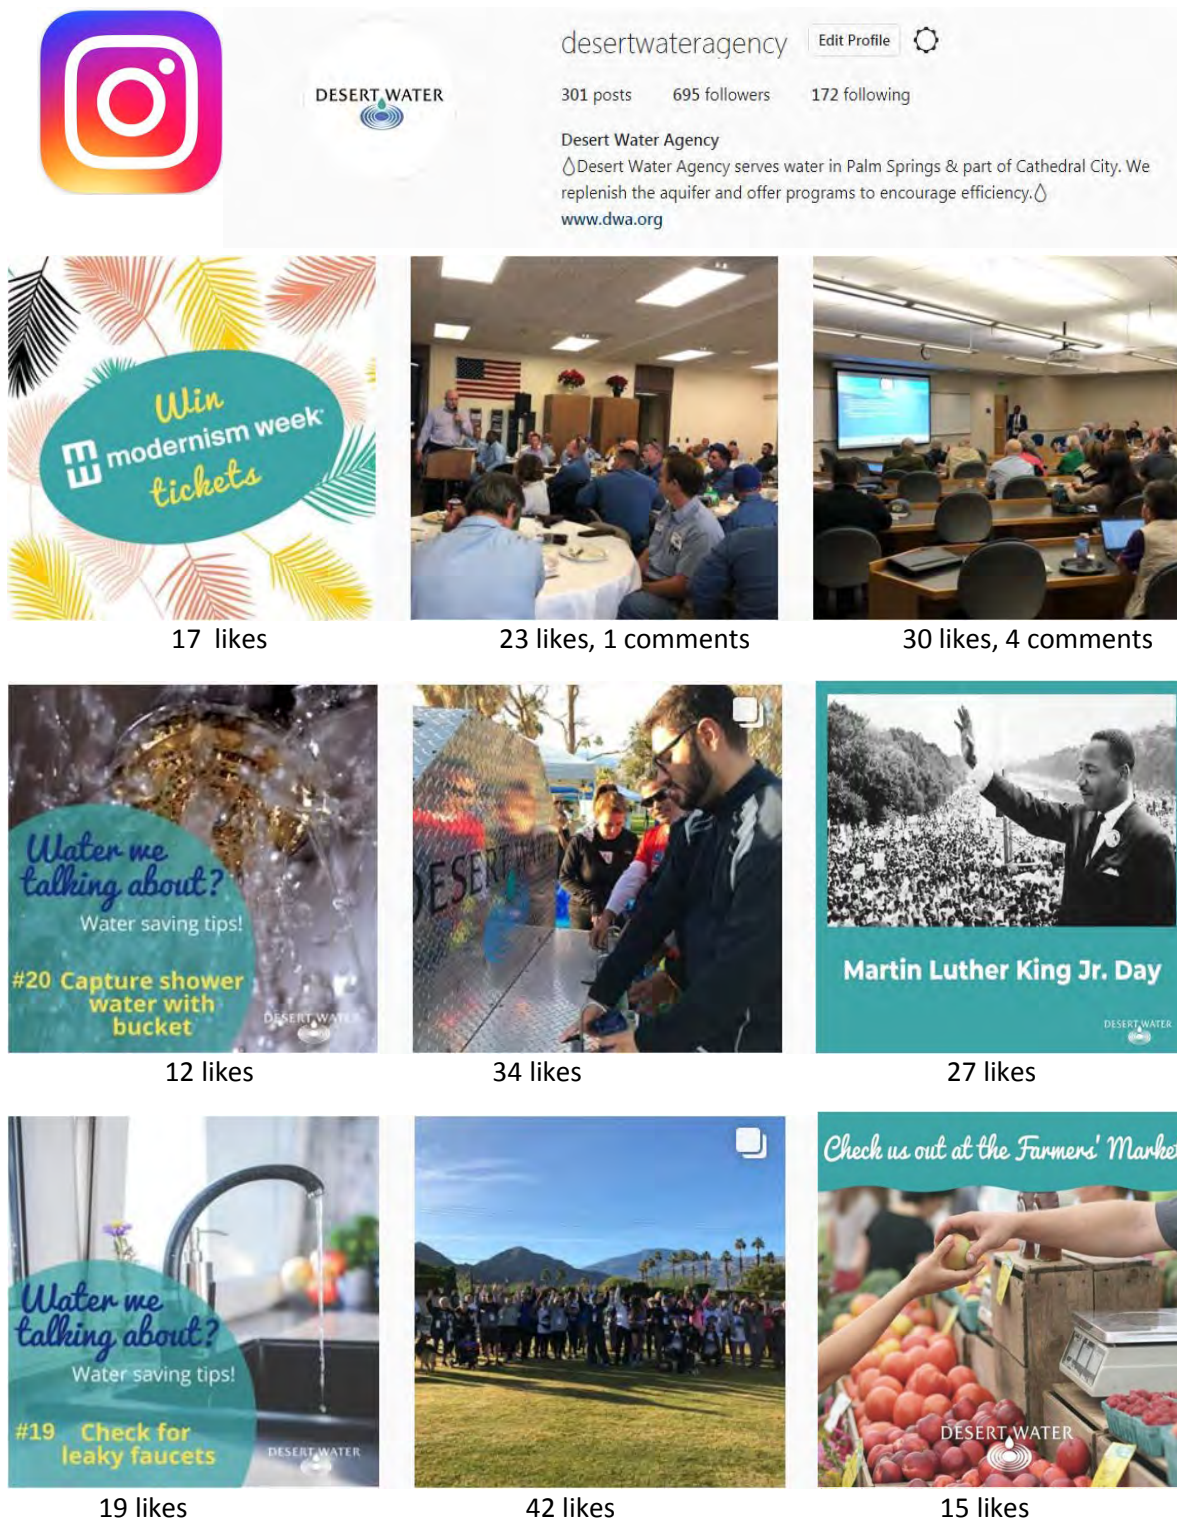 desertwateragency Edit Profile
301 posts 695 followers 172 following
DESERT WATER
Desert Water Agency
Desert Water Agency serves water in Palm Springs & part of Cathedral City. We
replenish the aquifer and offer programs to encourage efficiency.
www.dwa.org
Win
modernism week
tickets
17 likes
23 likes, 1 comments
30 likes, 4 comments
Water we
talking about?
Water saving tips!
#20 Capture shower
water with
bucket
DESERT WATER
DESERT WATER
Martin Luther King Jr. Day
DESERT WATER
12 likes
34 likes
27 likes
Water we
talking about?
Water saving tips!
#19 Check for
leaky faucets
DESERT WATER
Check us out at the Farmers' Marke
DESERT WATER
19 likes
42 likes
15 likes